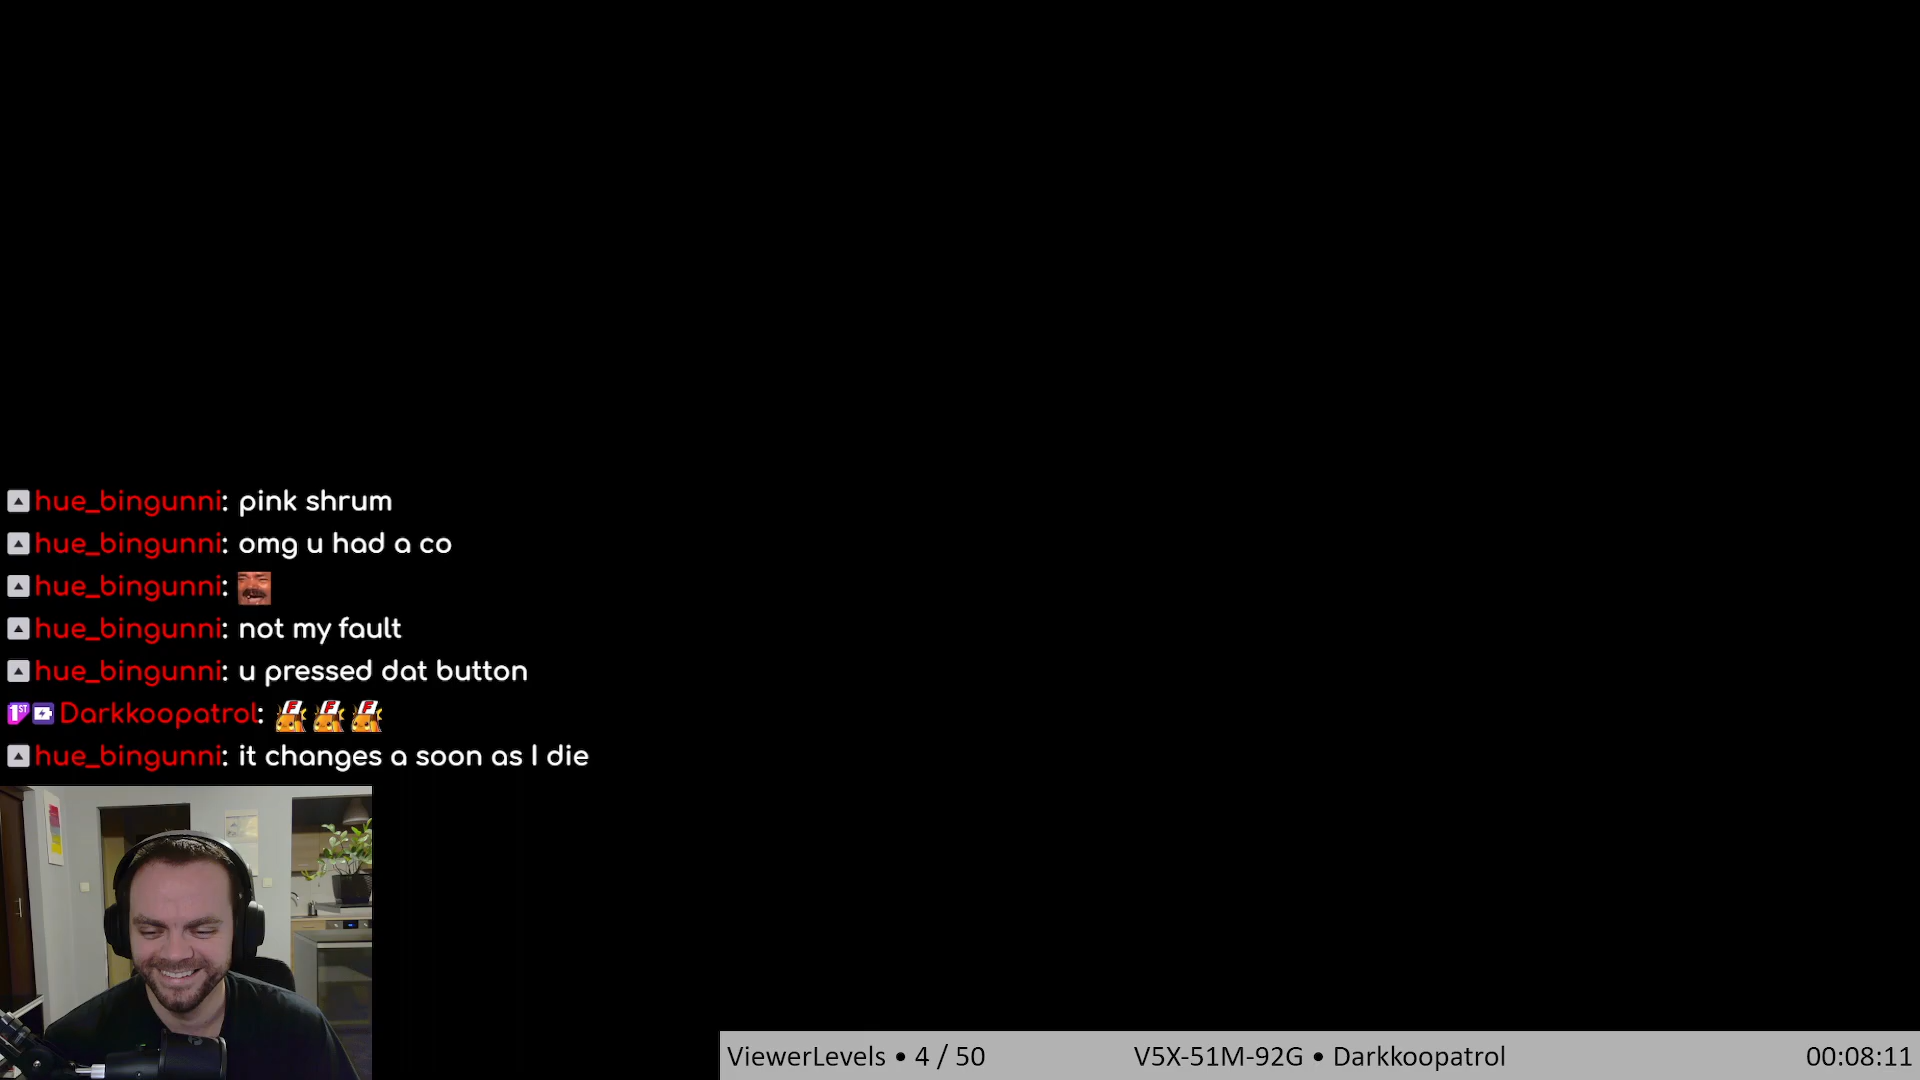 hue_bingunni: pink shrum
hue_bingunni: omg u had a co
hue_bingunni:
hue_bingunni: not my fault
hue_bingunni: u pressed dat button
1ST Darkkoopatrol: F F F
hue_bingunni: it changes a soon as I die
ViewerLevels • 4 / 50 V5X-51M-92G • Darkkoopatrol 00:08:11